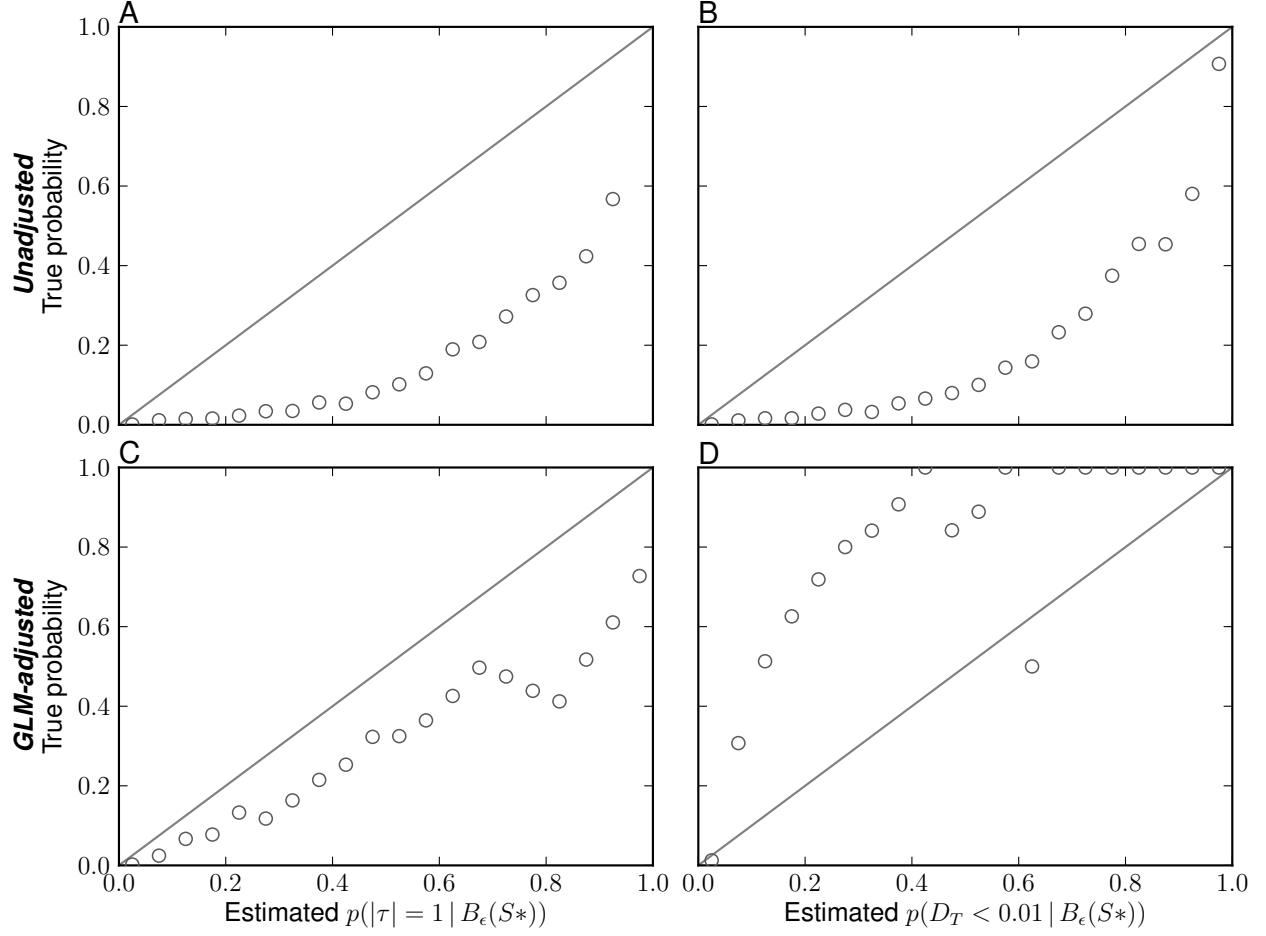 A
B
1.0
0.8
0.6
0.4
0.2
0.0
Unadjusted
True probability
C
D
1.0
0.8
0.6
0.4
0.2
0.0
GLM-adjusted
True probability
0.0 0.2 0.4 0.6 0.8 1.0
0.0 0.2 0.4 0.6 0.8 1.0
Estimated p(|τ| = 1 | Bϵ(S∗))
Estimated p(D_T < 0.01 | Bϵ(S∗))